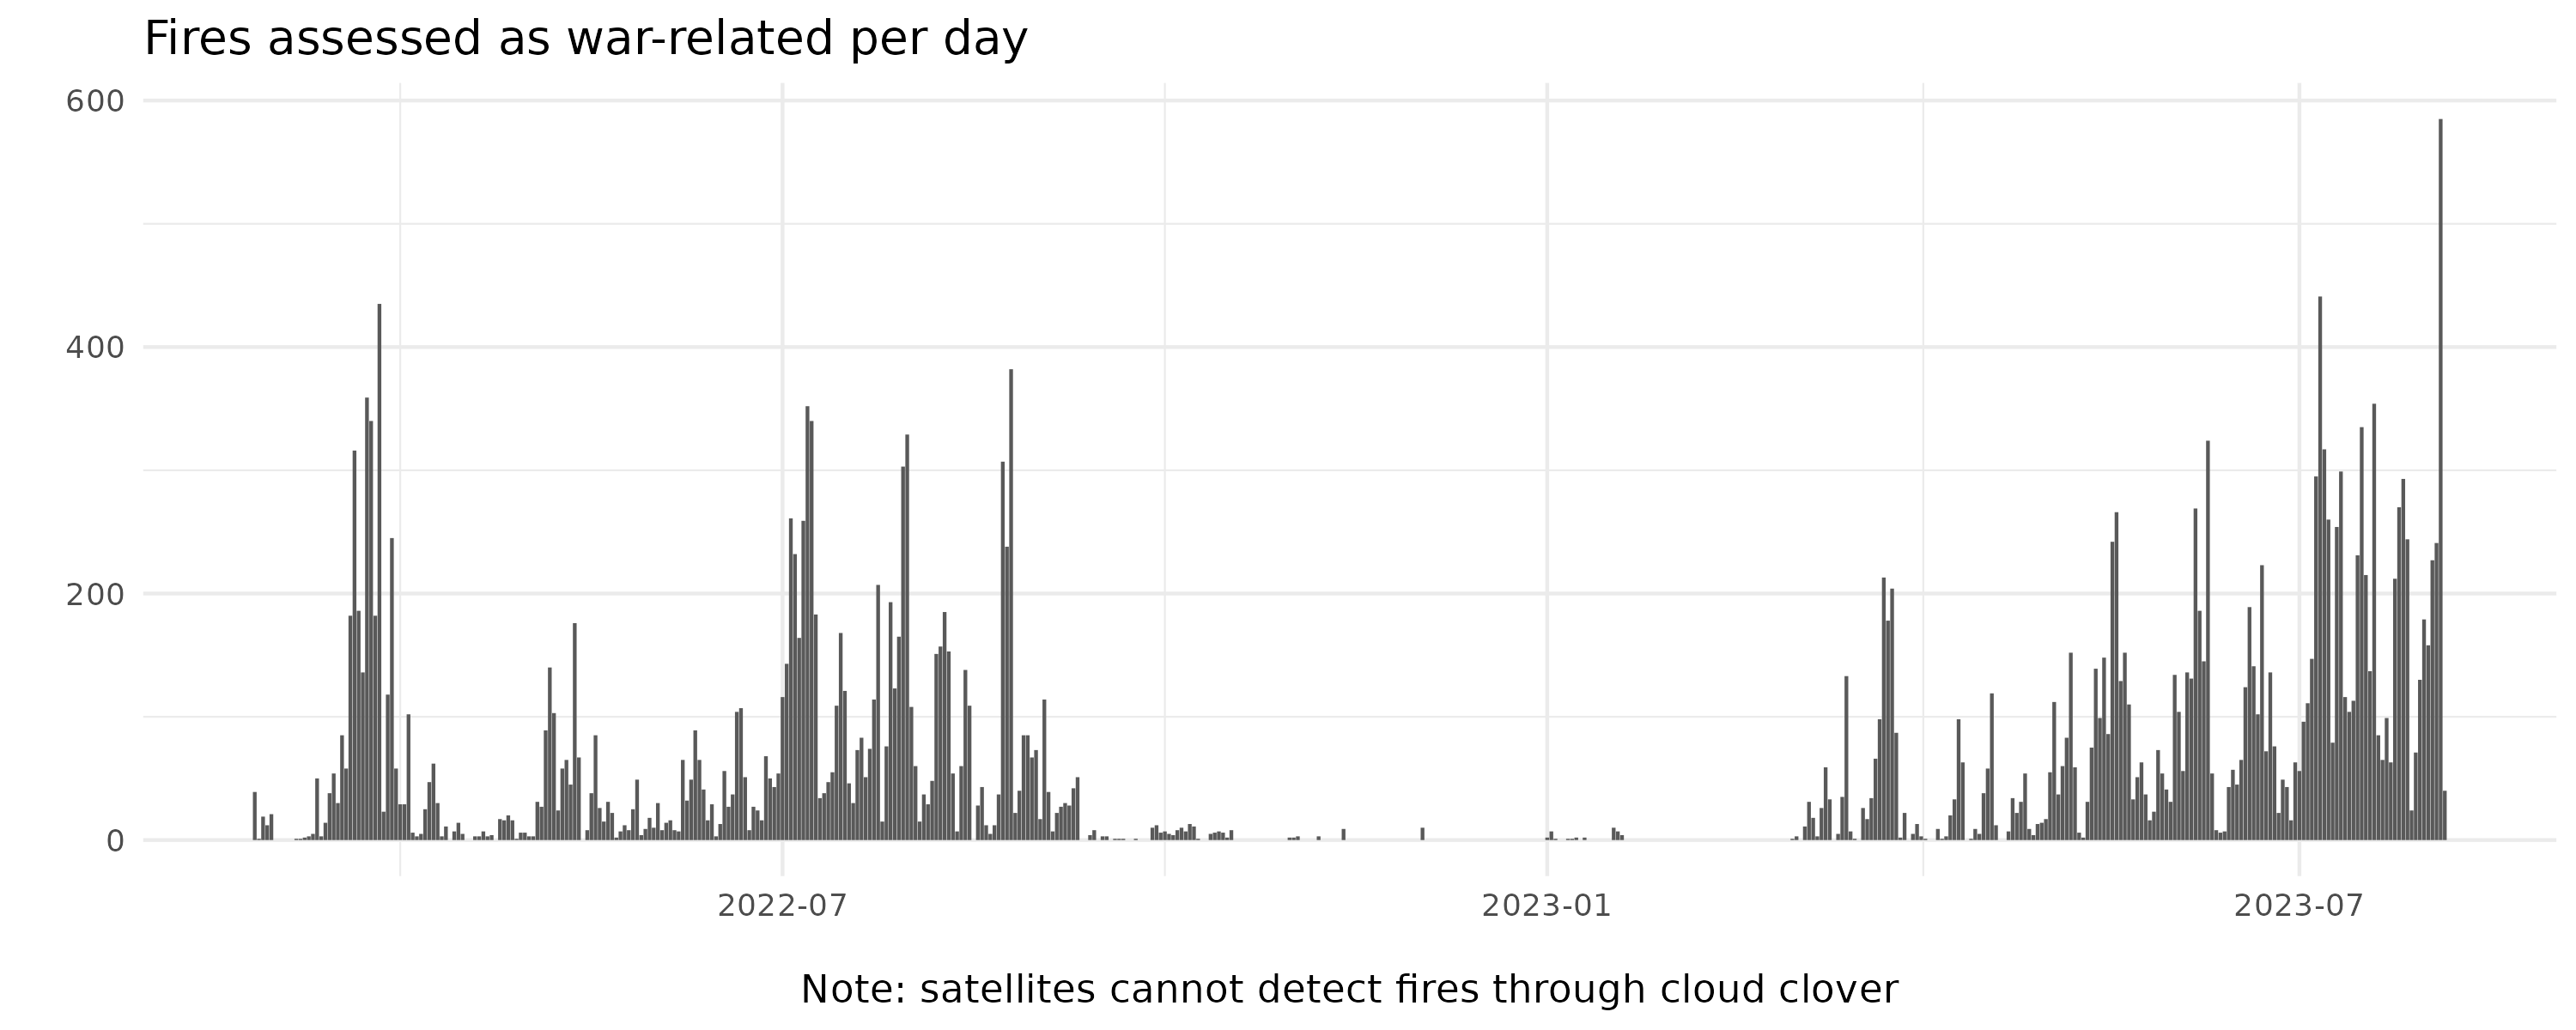 Fires assessed as war-related per day
600
400
200
0
2022-07 2023-01 2023-07
Note: satellites cannot detect fires through cloud clover